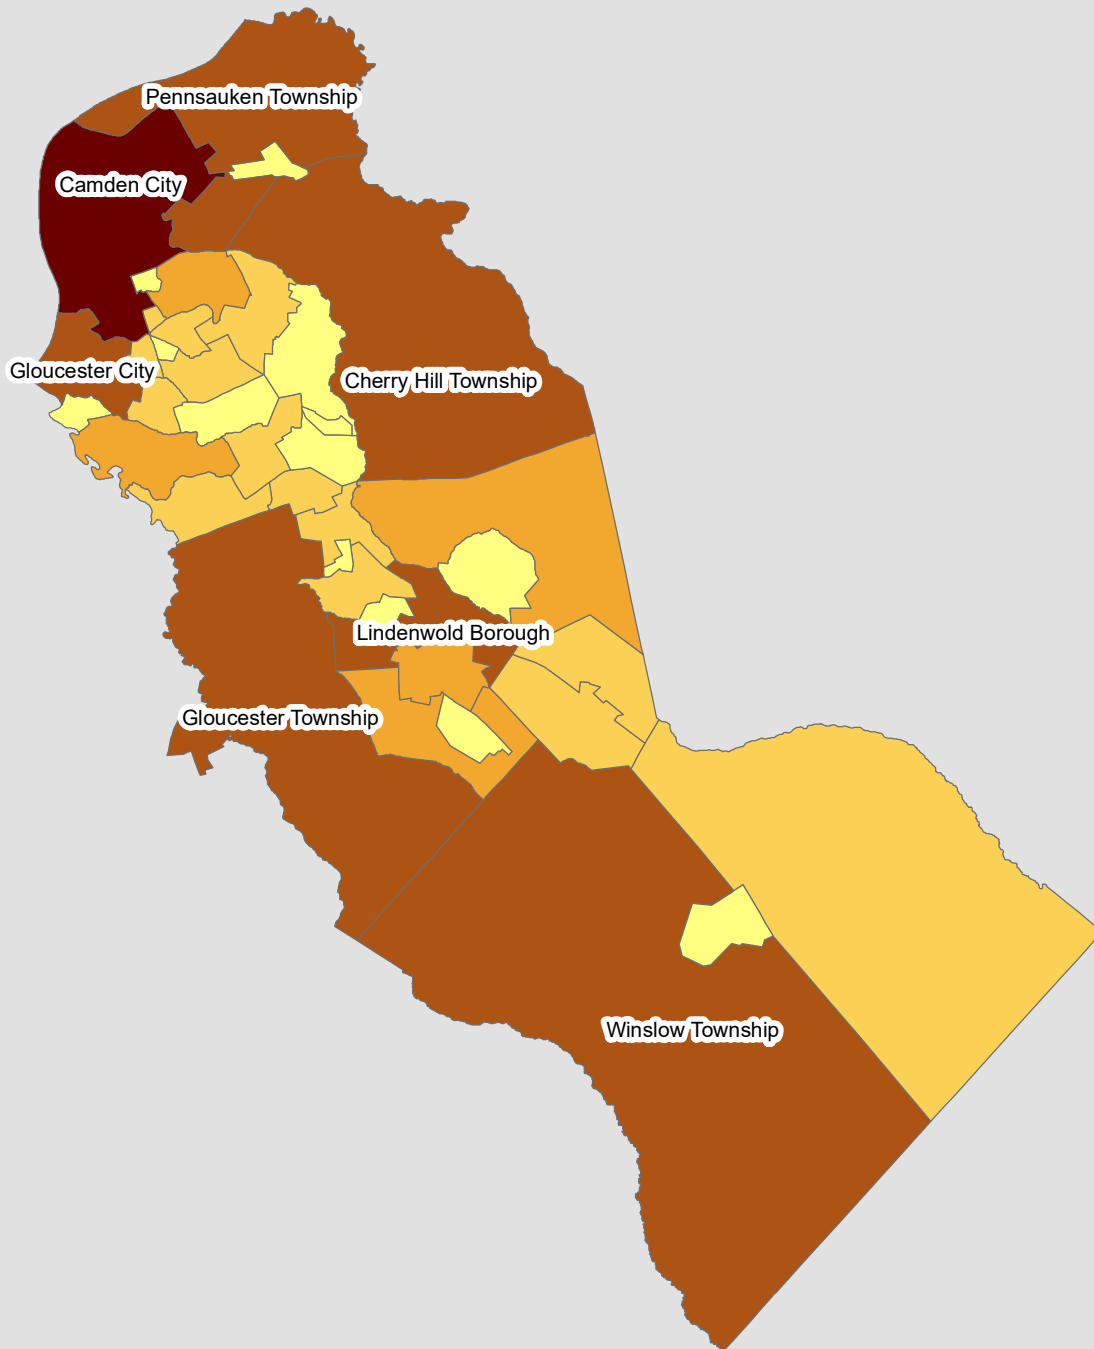 Pennsauken Township
Camden City
Gloucester City
Cherry Hill Township
Lindenwold Borough
Gloucester Township
Winslow Township